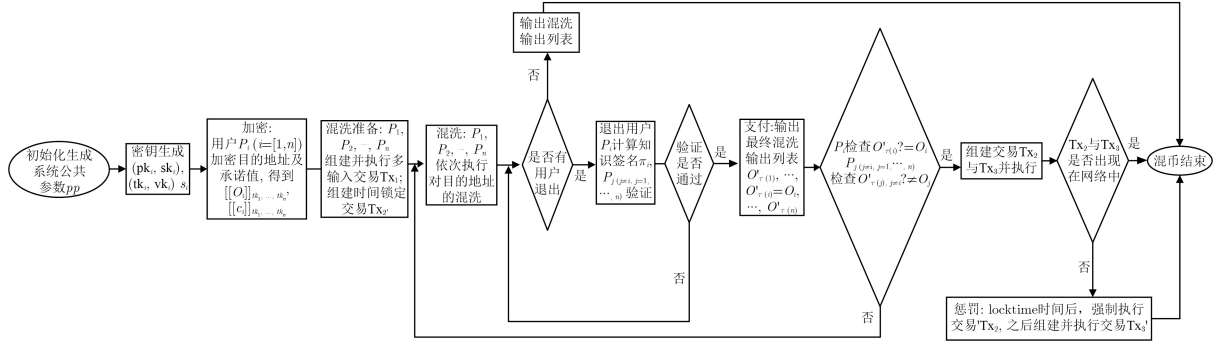 初始化生成
系统公共
参数pp
密钥生成
(pk_i, sk_i),
(tk_i, vk_i) s_i
加密:
用户P_i (i=[1,n])
加密目的地址及
承诺值, 得到
[[O_i]]_{tk_1, …, tk_n},
[[c_i]]_{tk_1, …, tk_n}
混洗准备: P_1,
P_2, …, P_n
组建并执行多
输入交易Tx_1;
组建时间锁定
交易Tx_{2'}
混洗: P_1,
P_2, …, P_n
依次执行
对目的地址
的混洗
是否有
用户
退出
否
输出混洗
输出列表
是
退出用户
P_i计算知
识签名π_i,
P_{j (j≠i, j=1,
…, n)} 验证
验证
是否
通过
否
是
支付:输出
最终混洗
输出列表
O'_{τ(1)}, …,
O'_{τ(i)}=O_i,
…, O'_{τ(n)}
P_i检查O'_{τ(i)}?=O_i
P_{j (j≠i, j=1, …, n)}
检查O'_{τ(j), j≠i}?≠O_j
否
是
组建交易Tx_2
与Tx_3并执行
Tx_2与Tx_3
是否出现
在网络中
是
否
混币结束
惩罚: locktime时间后，强制执行
交易'Tx_2, 之后组建并执行交易Tx_3'